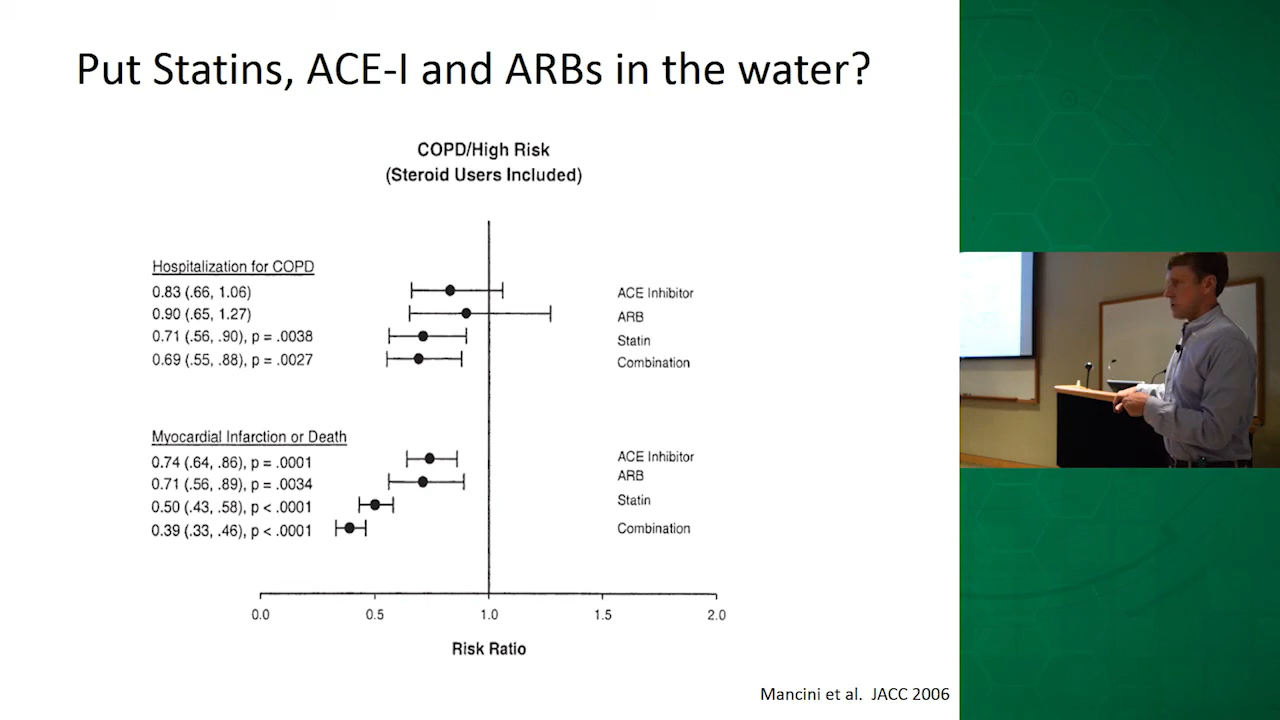 Put Statins, ACE-I and ARBs in the water?
COPD/High Risk
(Steroid Users Included)
Hospitalization for COPD
0.83 (.66, 1.06)
ACE Inhibitor
0.90 (.65, 1.27)
ARB
0.71 (.56, .90), p = .0038
Statin
0.69 (.55, .88), p = .0027
Combination
Myocardial Infarction or Death
0.74 (.64, .86), p = .0001
ACE Inhibitor
0.71 (.56, .89), p = .0034
ARB
0.50 (.43, .58), p < .0001
Statin
0.39 (.33, .46), p < .0001
Combination
0.0 0.5 1.0 1.5 2.0
Risk Ratio
Mancini et al. JACC 2006